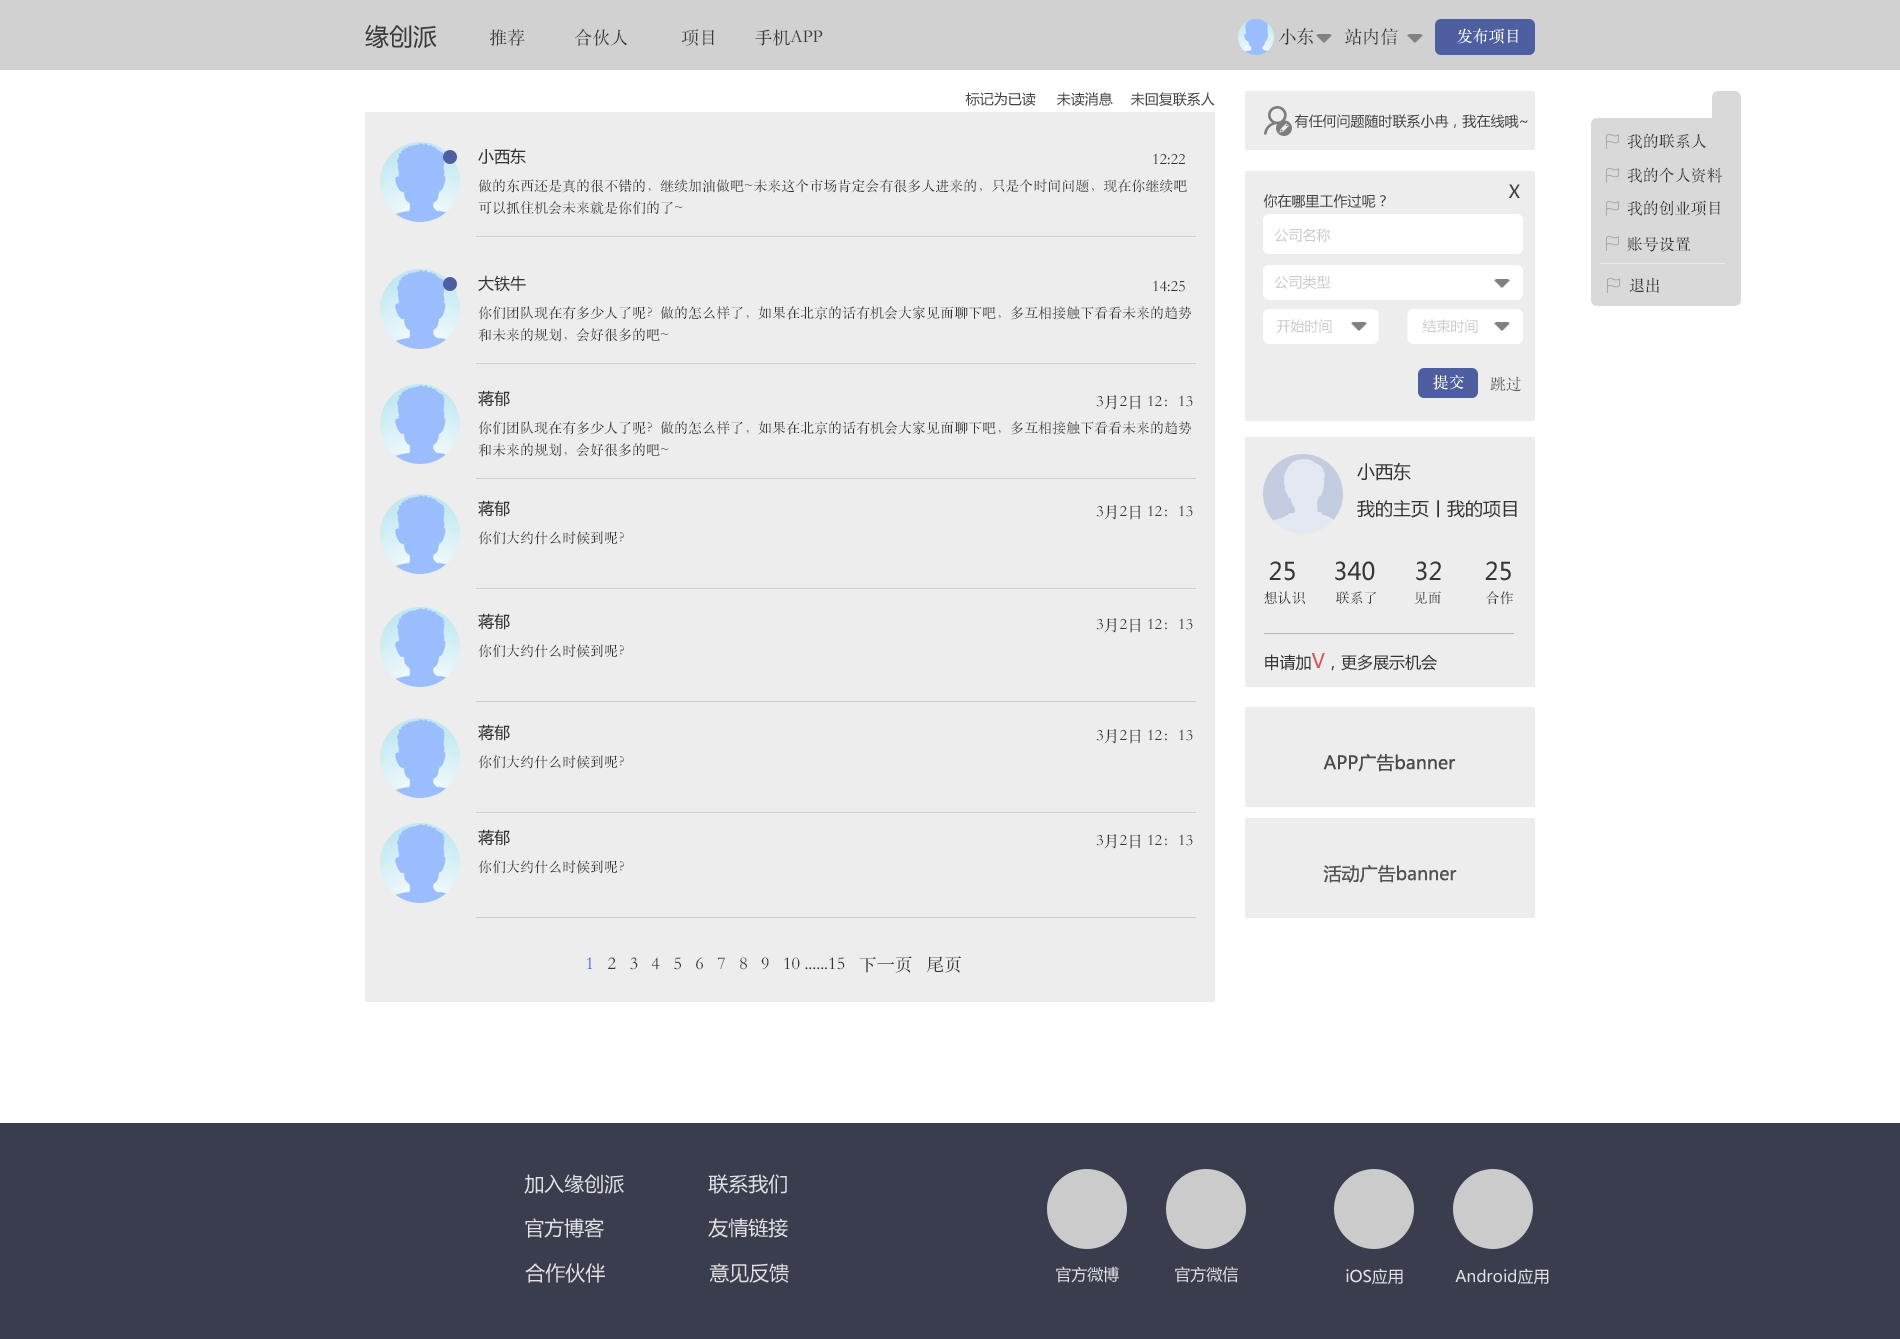 缘创派 推荐 合伙人 项目 手机APP 小东 站内信 发布项目
标记为已读 未读消息 未回复联系人
小西东 12:22
做的东西还是真的很不错的，继续加油做吧~未来这个市场肯定会有很多人进来的，只是个时间问题，现在你继续吧
可以抓住机会未来就是你们的了~
大铁牛 14:25
你们团队现在有多少人了呢？做的怎么样了，如果在北京的话有机会大家见面聊下吧，多互相接触下看看未来的趋势
和未来的规划，会好很多的吧~
蒋郁 3月2日 12：13
你们团队现在有多少人了呢？做的怎么样了，如果在北京的话有机会大家见面聊下吧，多互相接触下看看未来的趋势
和未来的规划，会好很多的吧~
蒋郁 3月2日 12：13
你们大约什么时候到呢？
蒋郁 3月2日 12：13
你们大约什么时候到呢？
蒋郁 3月2日 12：13
你们大约什么时候到呢？
蒋郁 3月2日 12：13
你们大约什么时候到呢？
1 2 3 4 5 6 7 8 9 10 ......15 下一页 尾页
有任何问题随时联系小冉，我在线哦~
X
你在哪里工作过呢？
公司名称
公司类型
开始时间 结束时间
提交 跳过
小西东
我的主页丨我的项目
25 340 32 25
想认识 联系了 见面 合作
申请加V，更多展示机会
APP广告banner
活动广告banner
我的联系人
我的个人资料
我的创业项目
账号设置
退出
加入缘创派 联系我们
官方博客 友情链接
合作伙伴 意见反馈
官方微博 官方微信 iOS应用 Android应用